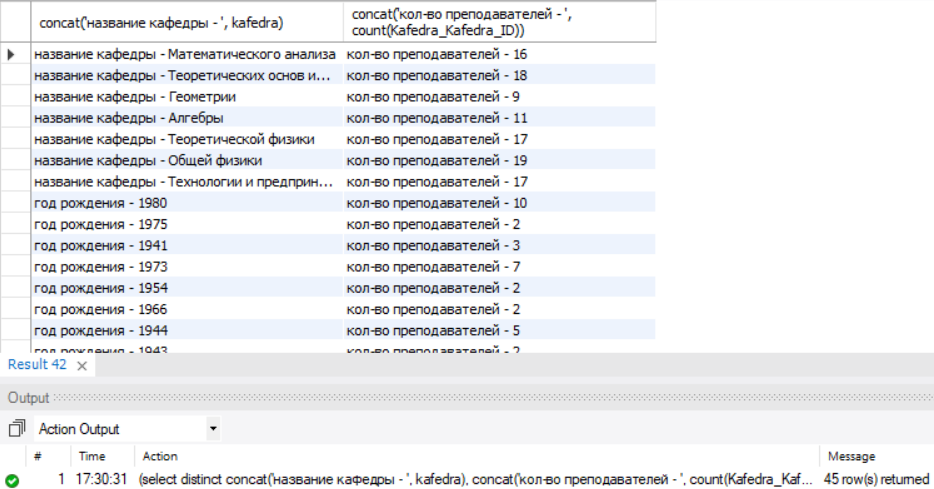 concat('название кафедры - ', kafedra) concat('кол-во преподавателей - ',
count(Kafedra_Kafedra_ID))
название кафедры - Математического анализа кол-во преподавателей - 16
название кафедры - Теоретических основ и... кол-во преподавателей - 18
название кафедры - Геометрии кол-во преподавателей - 9
название кафедры - Алгебры кол-во преподавателей - 11
название кафедры - Теоретической физики кол-во преподавателей - 17
название кафедры - Общей физики кол-во преподавателей - 19
название кафедры - Технологии и предприн... кол-во преподавателей - 17
год рождения - 1980 кол-во преподавателей - 10
год рождения - 1975 кол-во преподавателей - 2
год рождения - 1941 кол-во преподавателей - 3
год рождения - 1973 кол-во преподавателей - 7
год рождения - 1954 кол-во преподавателей - 2
год рождения - 1966 кол-во преподавателей - 2
год рождения - 1944 кол-во преподавателей - 5
год рождения - 1943 кол-во преподавателей - 2
Result 42 ×
Output
Action Output
# Time Action Message
1 17:30:31 (select distinct concat('название кафедры - ', kafedra), concat('кол-во преподавателей - ', count(Kafedra_Kaf... 45 row(s) returned